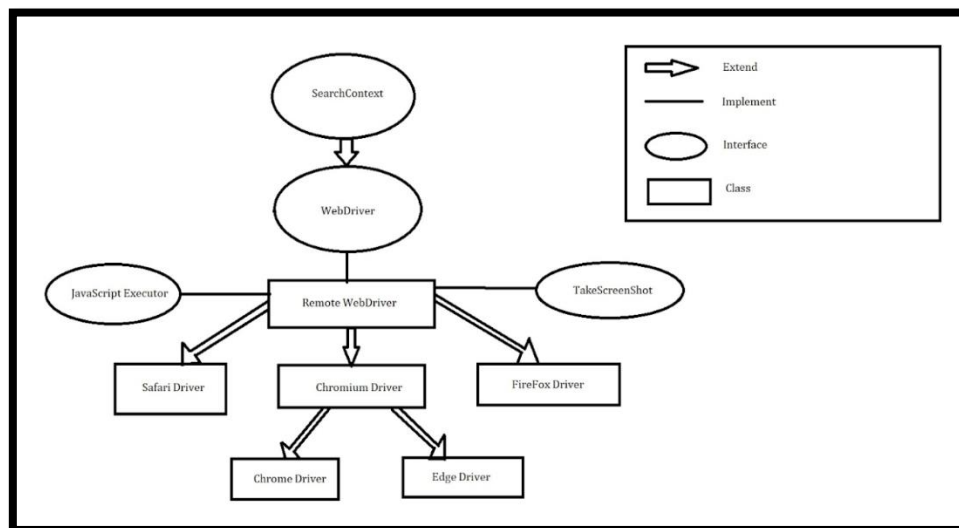 SearchContext
Extend
Implement
Interface
Class
WebDriver
JavaScript Executor
Remote WebDriver
TakeScreenShot
Safari Driver
Chromium Driver
FireFox Driver
Chrome Driver
Edge Driver